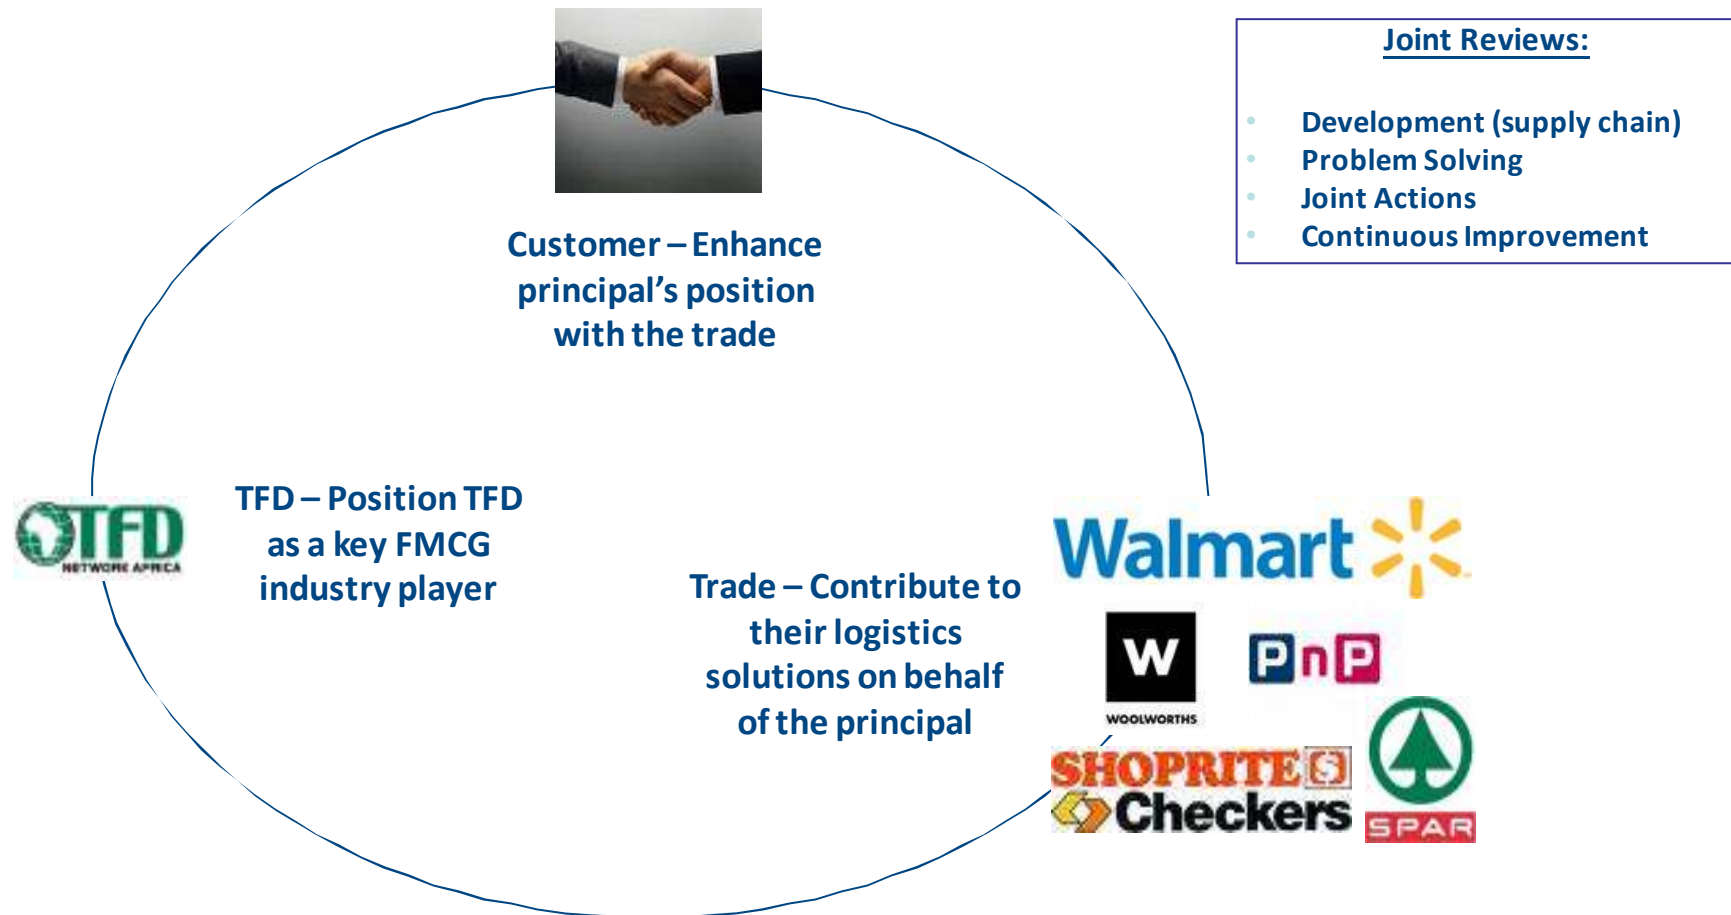 Joint Reviews:
• Development (supply chain)
• Problem Solving
• Joint Actions
• Continuous Improvement
Customer – Enhance
principal’s position
with the trade
TFD – Position TFD
as a key FMCG
industry player
TFD
NETWORK AFRICA
Trade – Contribute to
their logistics
solutions on behalf
of the principal
Walmart
W
WOOLWORTHS
PnP
SHOPRITE S
Checkers
SPAR